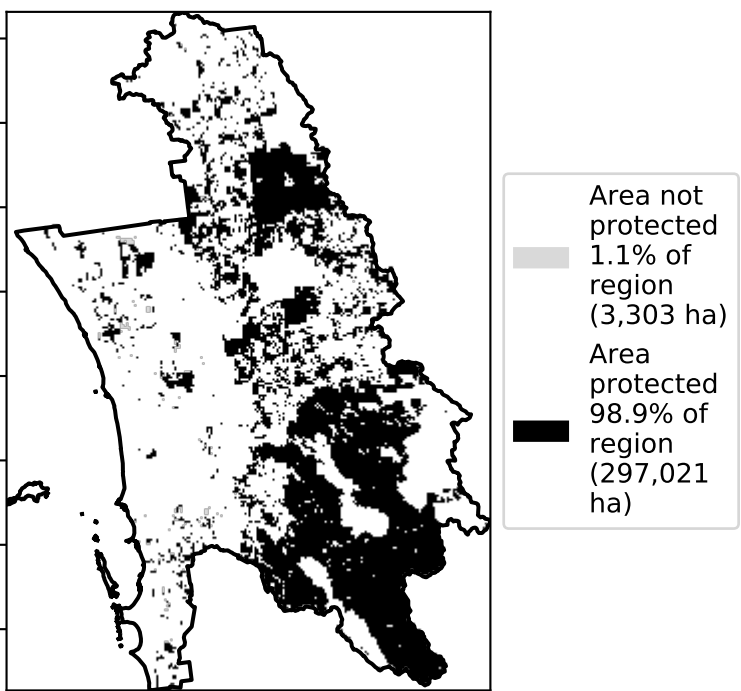 Area not
protected
1.1% of
region
(3,303 ha)
Area
protected
98.9% of
region
(297,021
ha)